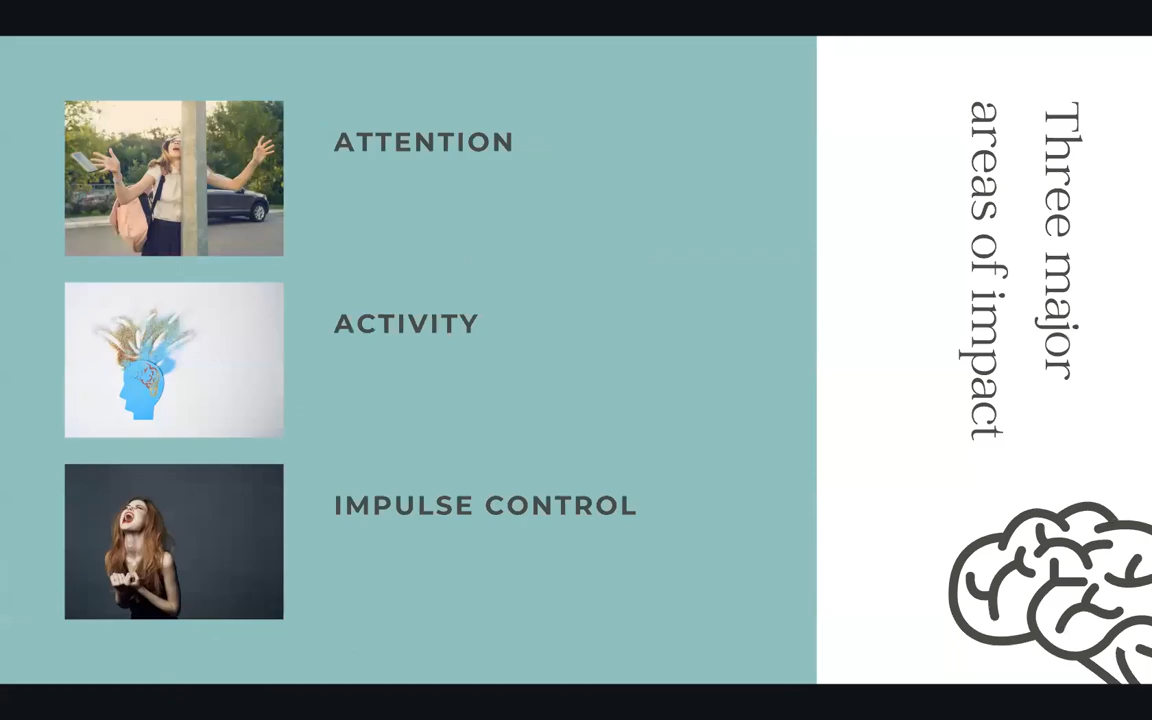 ATTENTION
ACTIVITY
IMPULSE CONTROL
Three major
areas of impact